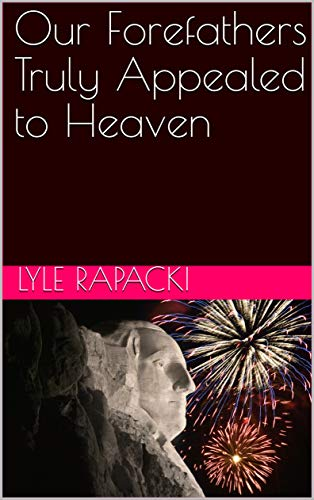 Our Forefathers
Truly Appealed
to Heaven
LYLE RAPACKI